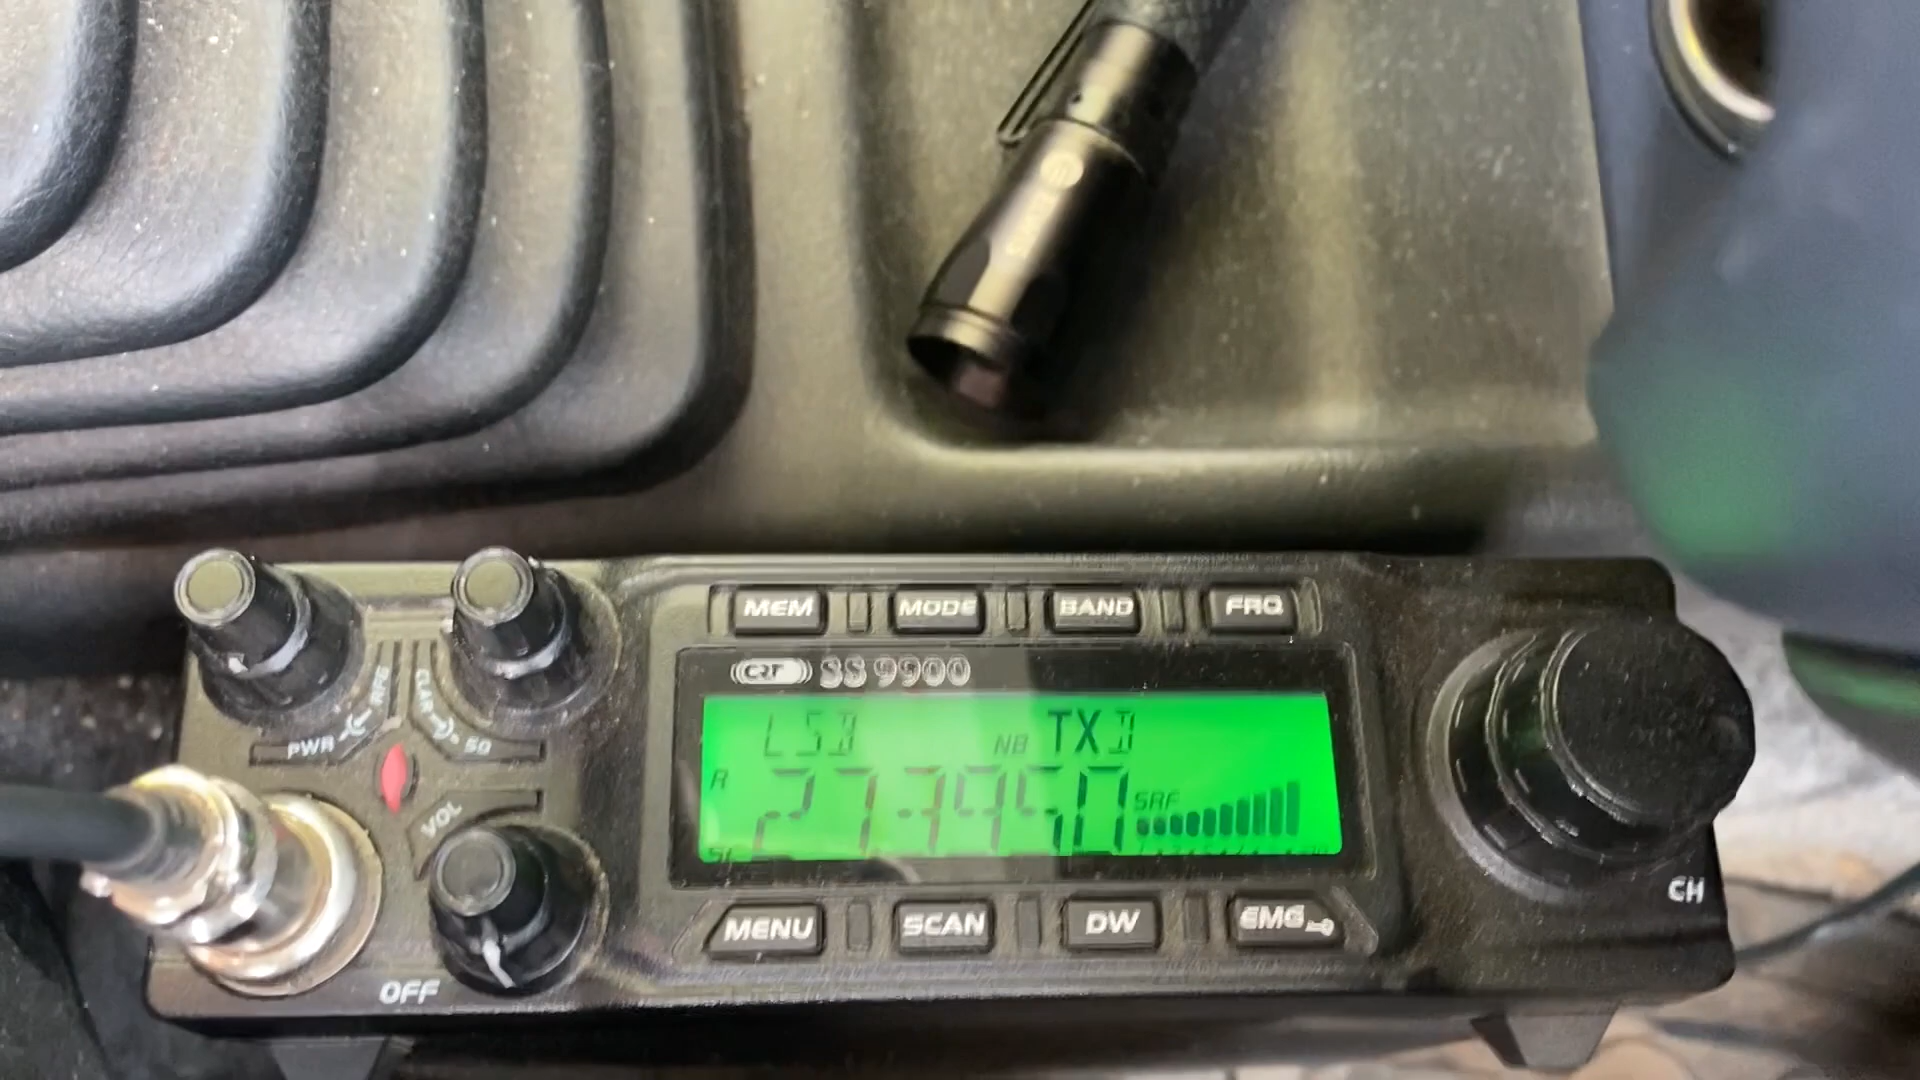 MEM MODE BAND FRQ
CRT SS 9900
RFG CLAR
PWR SQ
LSB NB TX D
R 27.3950 SRF
VOL
MENU SCAN DW EMG
CH
OFF